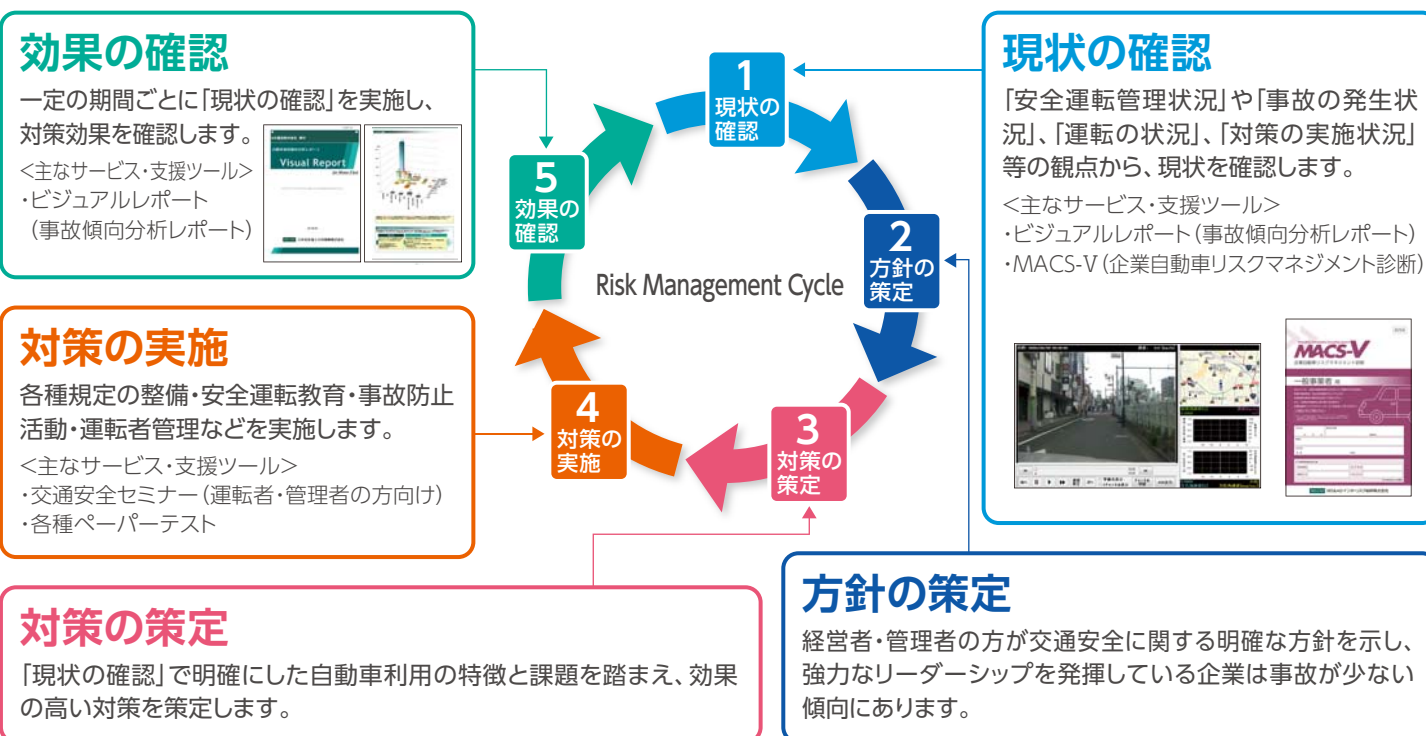 効果の確認
一定の期間ごとに「現状の確認」を実施し、
対策効果を確認します。
<主なサービス・支援ツール>
・ビジュアルレポート
（事故傾向分析レポート）
Visual Report
対策の実施
各種規定の整備・安全運転教育・事故防止
活動・運転者管理などを実施します。
<主なサービス・支援ツール>
・交通安全セミナー（運転者・管理者の方向け）
・各種ペーパーテスト
対策の策定
「現状の確認」で明確にした自動車利用の特徴と課題を踏まえ、効果
の高い対策を策定します。
1
現状の
確認
2
方針の
策定
3
対策の
策定
4
対策の
実施
5
効果の
確認
Risk Management Cycle
現状の確認
「安全運転管理状況」や「事故の発生状
況」、「運転の状況」、「対策の実施状況」
等の観点から、現状を確認します。
<主なサービス・支援ツール>
・ビジュアルレポート（事故傾向分析レポート）
・MACS-Ⅴ（企業自動車リスクマネジメント診断）
MACS-V
一般事業者
方針の策定
経営者・管理者の方が交通安全に関する明確な方針を示し、
強力なリーダーシップを発揮している企業は事故が少ない
傾向にあります。